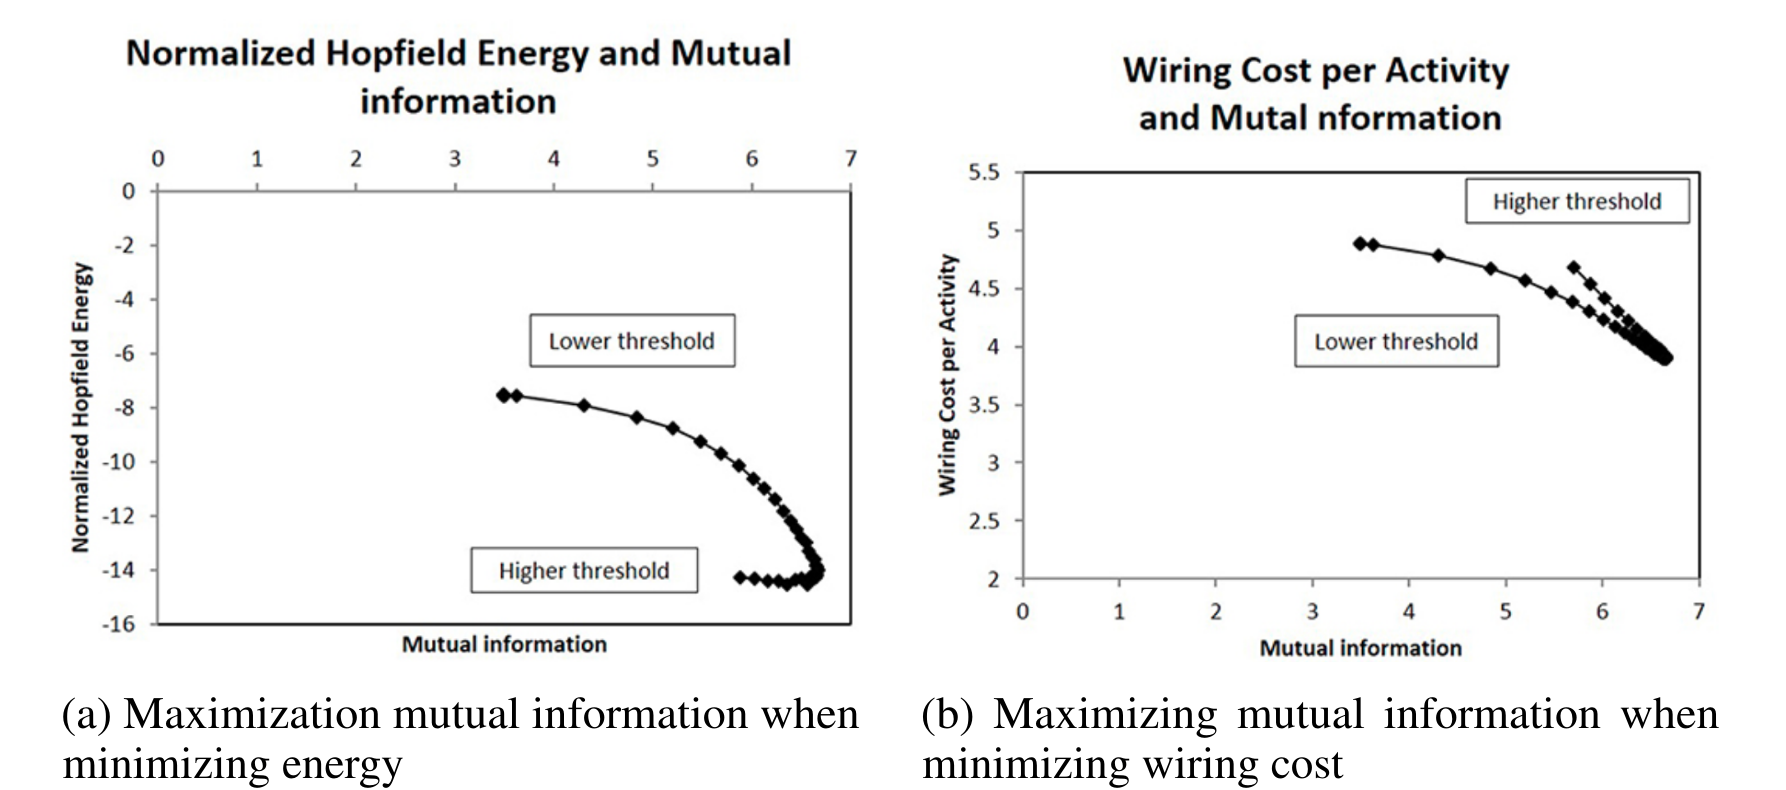 Normalized Hopfield Energy and Mutual
information
0 1 2 3 4 5 6 7
0
-2
-4
-6
-8
-10
-12
-14
-16
Normalized Hopfield Energy
Lower threshold
Higher threshold
Mutual information
(a) Maximization mutual information when
minimizing energy
Wiring Cost per Activity
and Mutal nformation
5.5
5
4.5
4
3.5
3
2.5
2
Wiring Cost per Activity
Higher threshold
Lower threshold
0 1 2 3 4 5 6 7
Mutual information
(b) Maximizing mutual information when
minimizing wiring cost